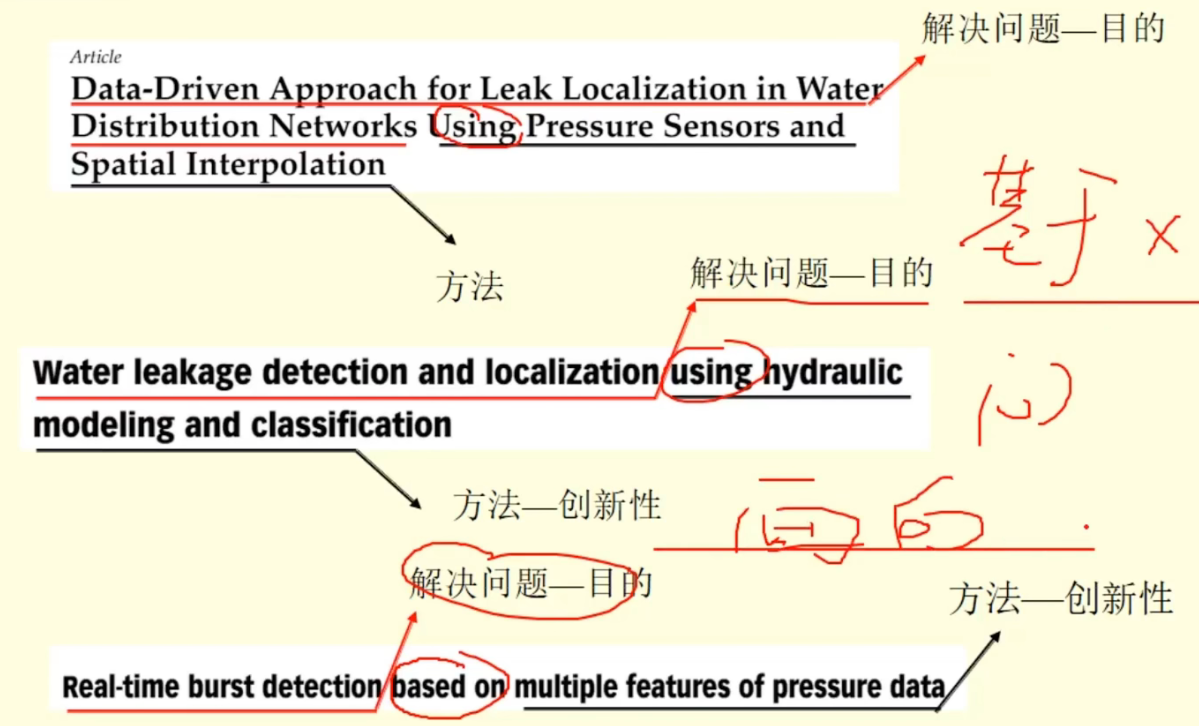 解决问题—目的
Article
Data-Driven Approach for Leak Localization in Water
Distribution Networks Using Pressure Sensors and
Spatial Interpolation
基于 x
方法
解决问题—目的
Water leakage detection and localization using hydraulic
modeling and classification
方法—创新性
解决问题—目的
方法—创新性
Real-time burst detection based on multiple features of pressure data